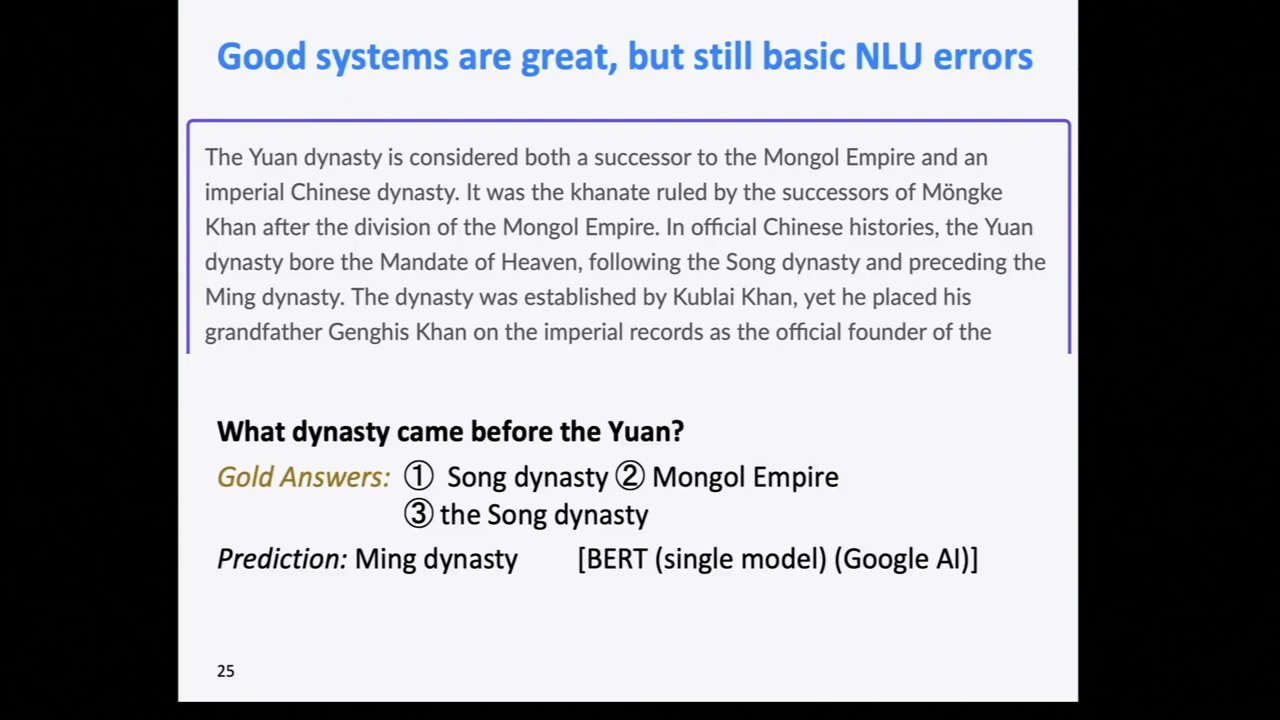 Good systems are great, but still basic NLU errors
The Yuan dynasty is considered both a successor to the Mongol Empire and an
imperial Chinese dynasty. It was the khanate ruled by the successors of Möngke
Khan after the division of the Mongol Empire. In official Chinese histories, the Yuan
dynasty bore the Mandate of Heaven, following the Song dynasty and preceding the
Ming dynasty. The dynasty was established by Kublai Khan, yet he placed his
grandfather Genghis Khan on the imperial records as the official founder of the
What dynasty came before the Yuan?
Gold Answers: ① Song dynasty ② Mongol Empire
③ the Song dynasty
Prediction: Ming dynasty [BERT (single model) (Google AI)]
25